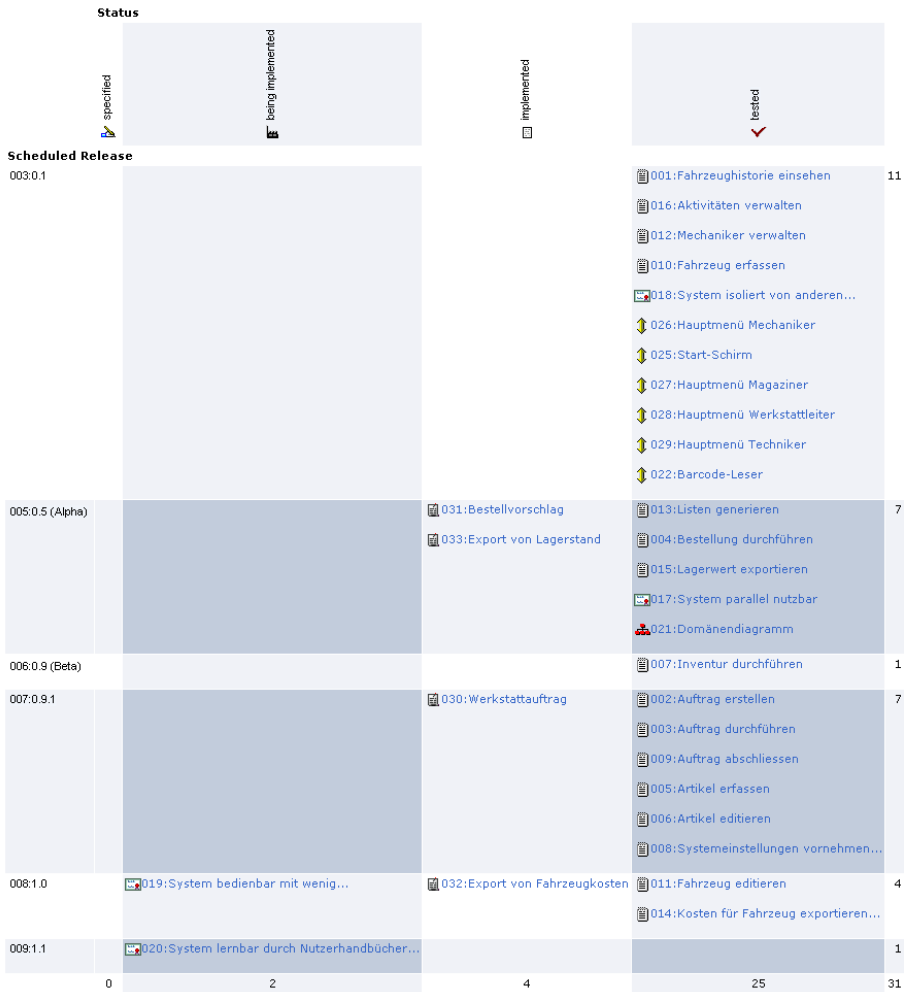 Status
specified
being implemented
implemented
tested
Scheduled Release
003:0.1 001:Fahrzeughistorie einsehen 11
016:Aktivitäten verwalten
012:Mechaniker verwalten
010:Fahrzeug erfassen
018:System isoliert von anderen...
026:Hauptmenü Mechaniker
025:Start-Schirm
027:Hauptmenü Magaziner
028:Hauptmenü Werkstattleiter
029:Hauptmenü Techniker
022:Barcode-Leser
005:0.5 (Alpha) 031:Bestellvorschlag 013:Listen generieren 7
033:Export von Lagerstand 004:Bestellung durchführen
015:Lagerwert exportieren
017:System parallel nutzbar
021:Domänendiagramm
006:0.9 (Beta) 007:Inventur durchführen 1
007:0.9.1 030:Werkstattauftrag 002:Auftrag erstellen 7
003:Auftrag durchführen
009:Auftrag abschliessen
005:Artikel erfassen
006:Artikel editieren
008:Systemeinstellungen vornehmen...
008:1.0 019:System bedienbar mit wenig... 032:Export von Fahrzeugkosten 011:Fahrzeug editieren 4
014:Kosten für Fahrzeug exportieren...
009:1.1 020:System lernbar durch Nutzerhandbücher... 1
0 2 4 25 31